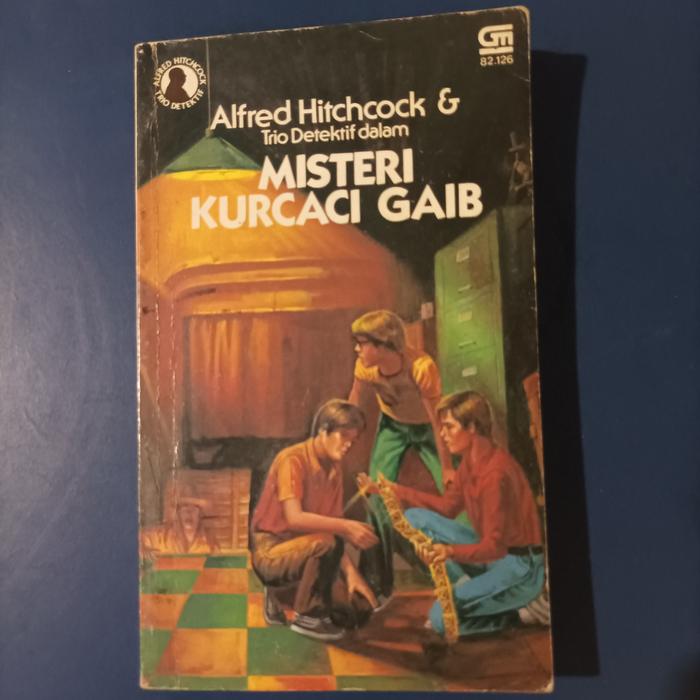 ALFRED HITCHCOCK
TRIO DETEKTIF
GM
82.126
Alfred Hitchcock &
Trio Detektif dalam
MISTERI
KURCACI GAIB